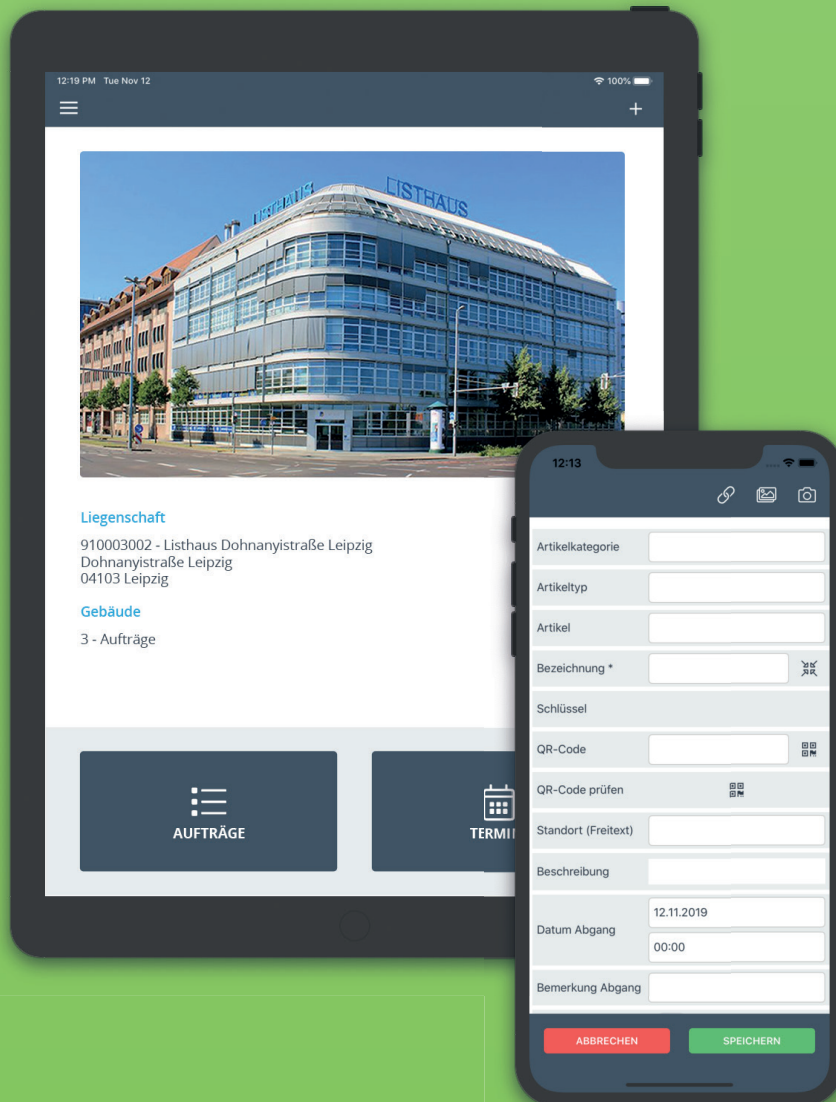 12:19 PM Tue Nov 12
100%
LISTHAUS
LISTHAUS
Liegenschaft
910003002 - Listhaus Dohnanyistraße Leipzig
Dohnanyistraße Leipzig
04103 Leipzig
Gebäude
3 - Aufträge
AUFTRÄGE
TERMI
12:13
Artikelkategorie
Artikeltyp
Artikel
Bezeichnung *
Schlüssel
QR-Code
QR-Code prüfen
Standort (Freitext)
Beschreibung
Datum Abgang
12.11.2019
00:00
Bemerkung Abgang
ABBRECHEN
SPEICHERN